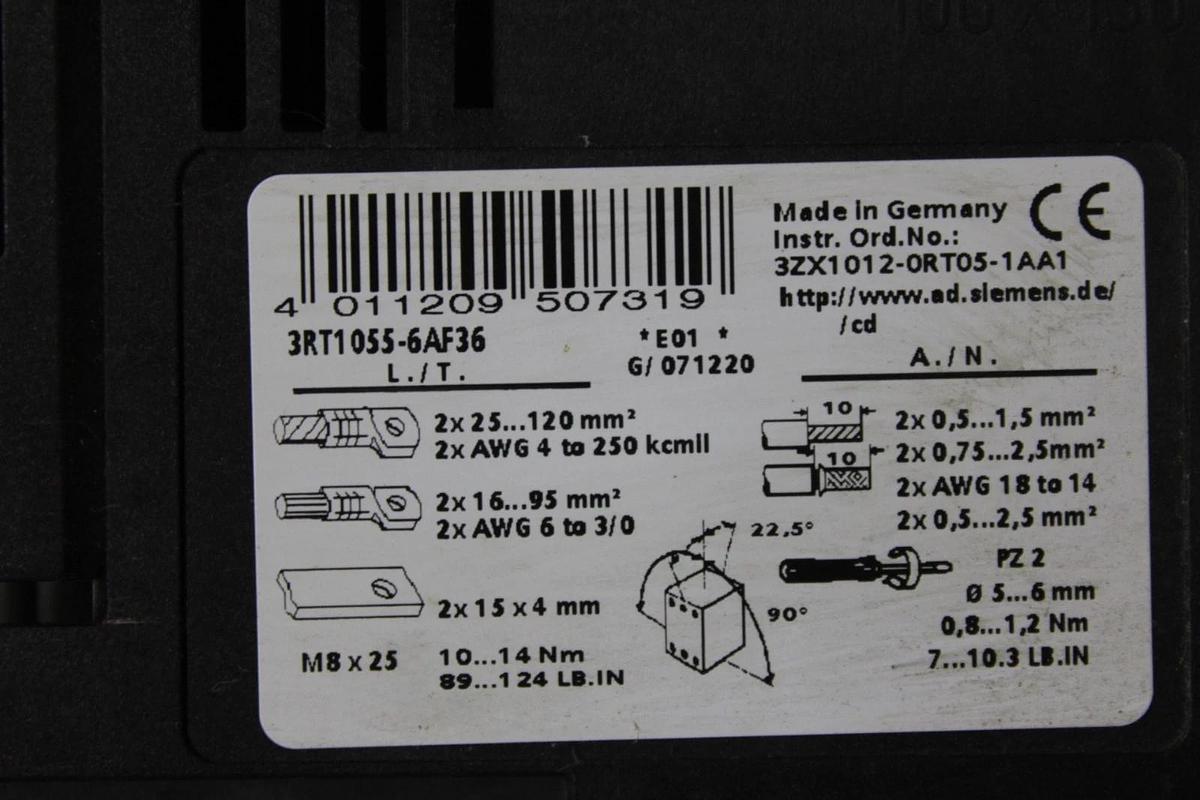 4 011209 507319
3RT1055-6AF36
* E01 *
G/ 071220
Made in Germany
Instr. Ord.No.:
3ZX1012-0RT05-1AA1
http://www.ad.siemens.de/
/cd
CE
L./T.
2x 25...120 mm²
2x AWG 4 to 250 kcmil
2x 16...95 mm²
2x AWG 6 to 3/0
2x 15 x 4 mm
M8 x 25
10...14 Nm
89...124 LB.IN
22,5°
90°
A./N.
10
2x 0,5...1,5 mm²
10
2x 0,75...2,5mm²
2x AWG 18 to 14
2x 0,5...2,5 mm²
PZ 2
Ø 5...6 mm
0,8...1,2 Nm
7...10.3 LB.IN